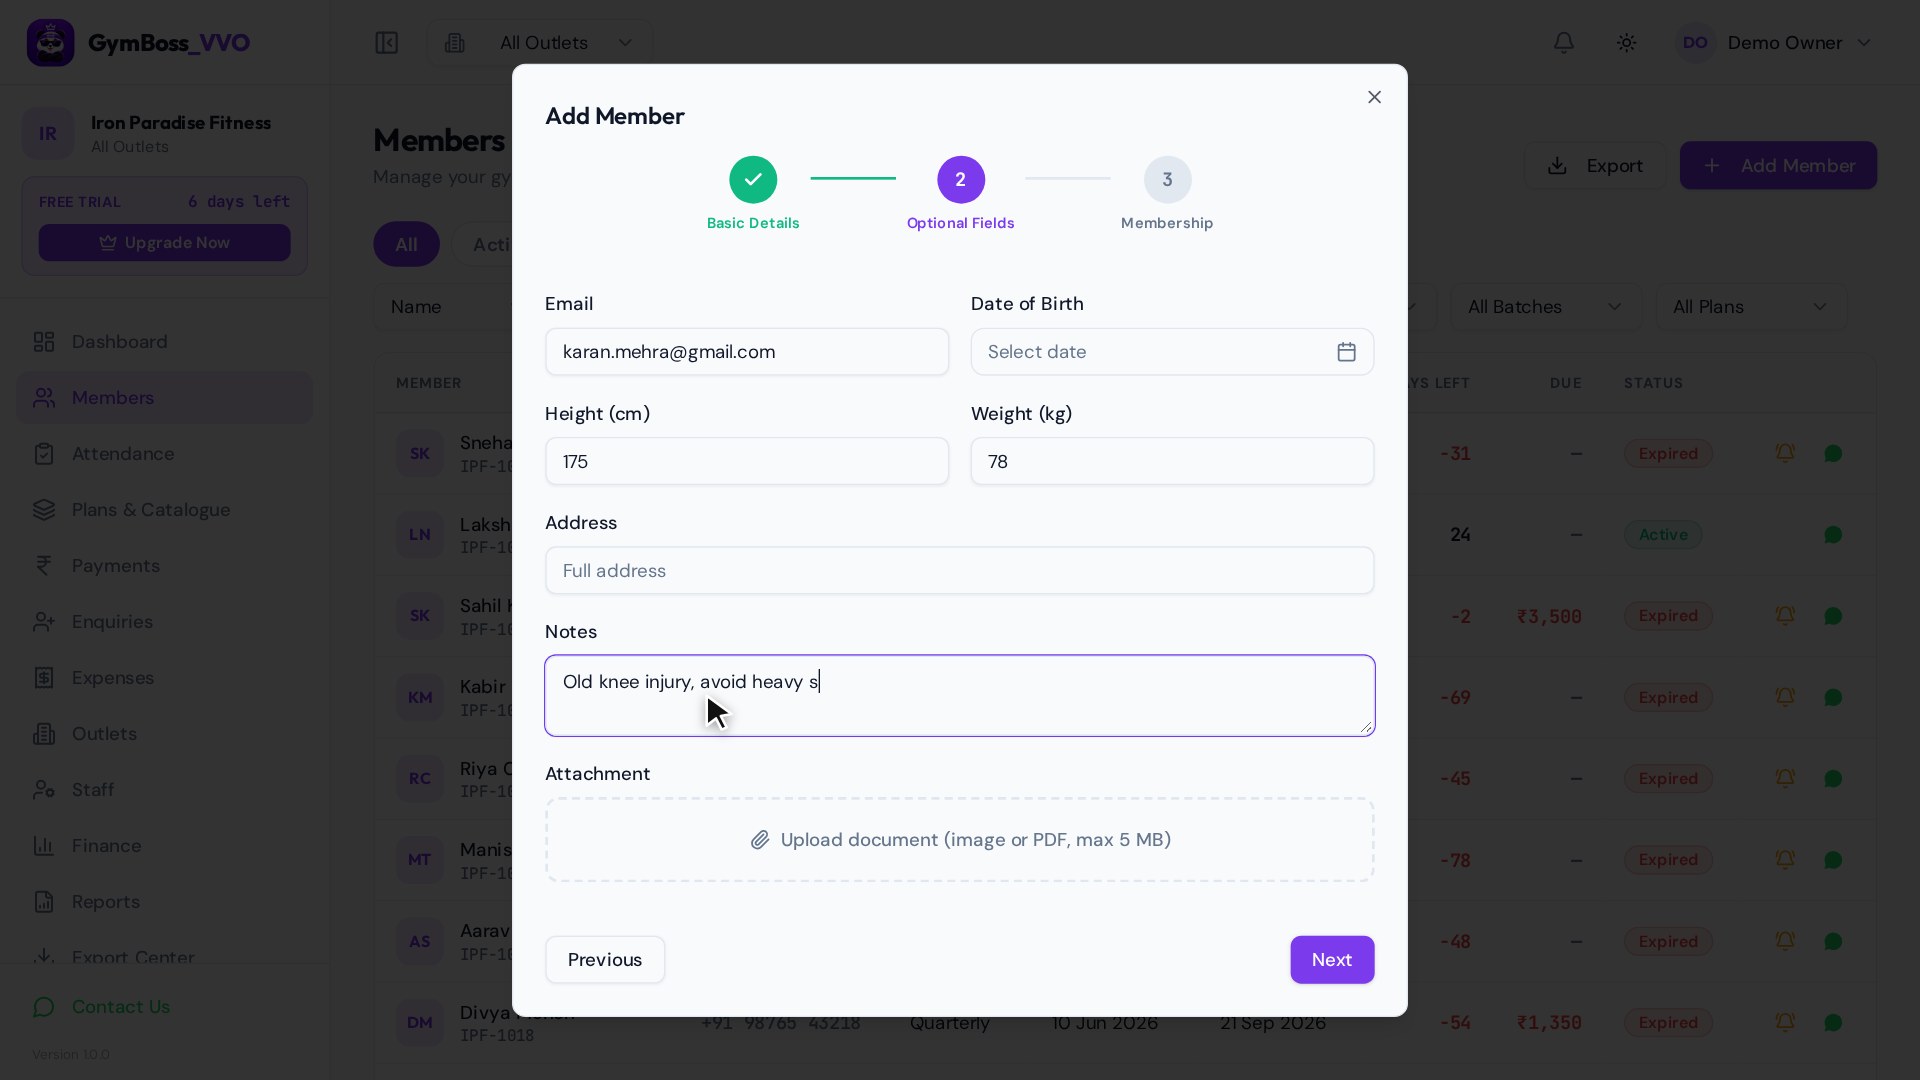 GymBoss_VVO
All Outlets
DO Demo Owner
IR Iron Paradise Fitness
All Outlets
FREE TRIAL 6 days left
Upgrade Now
Dashboard
Members
Attendance
Plans & Catalogue
Payments
Enquiries
Expenses
Outlets
Staff
Finance
Reports
Export Center
Contact Us
Version 1.0.0
Members
Manage your gy
Export
Add Member
All
Acti
Name
All Batches
All Plans
MEMBER
AYS LEFT DUE STATUS
SK Sneha
-31 — Expired
LN Laksh
24 — Active
SK Sahil
-2 ₹3,500 Expired
KM Kabir
-69 — Expired
RC Riya
-45 — Expired
MT Manis
-78 — Expired
AS Aarav
-48 — Expired
DM Divya
IPF-1018
+91 98765 43218 Quarterly 10 Jun 2026 21 Sep 2026 -54 ₹1,350 Expired
Add Member
2 3
Basic Details Optional Fields Membership
Email Date of Birth
karan.mehra@gmail.com Select date
Height (cm) Weight (kg)
175 78
Address
Full address
Notes
Old knee injury, avoid heavy s
Attachment
Upload document (image or PDF, max 5 MB)
Previous Next